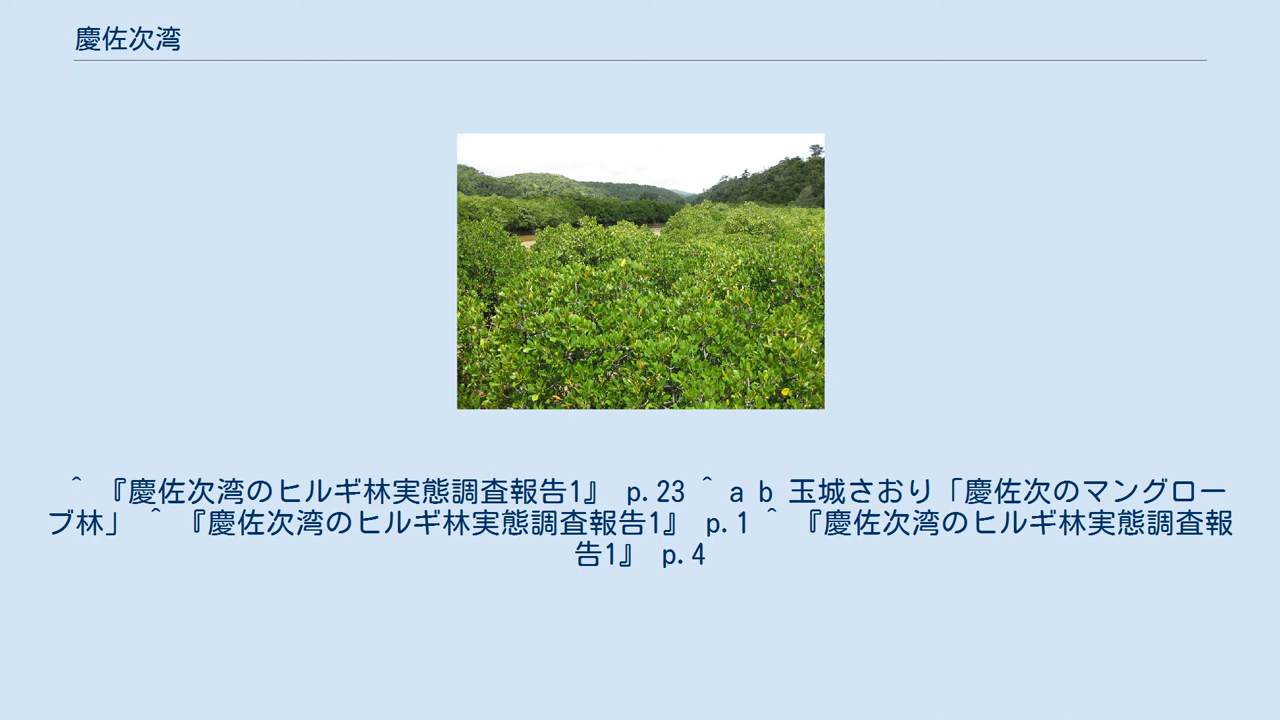 慶佐次湾
^ 『慶佐次湾のヒルギ林実態調査報告1』 p.23 ^ a b 玉城さおり「慶佐次のマングロー
ブ林」 ^ 『慶佐次湾のヒルギ林実態調査報告1』 p.1 ^ 『慶佐次湾のヒルギ林実態調査報
告1』 p.4